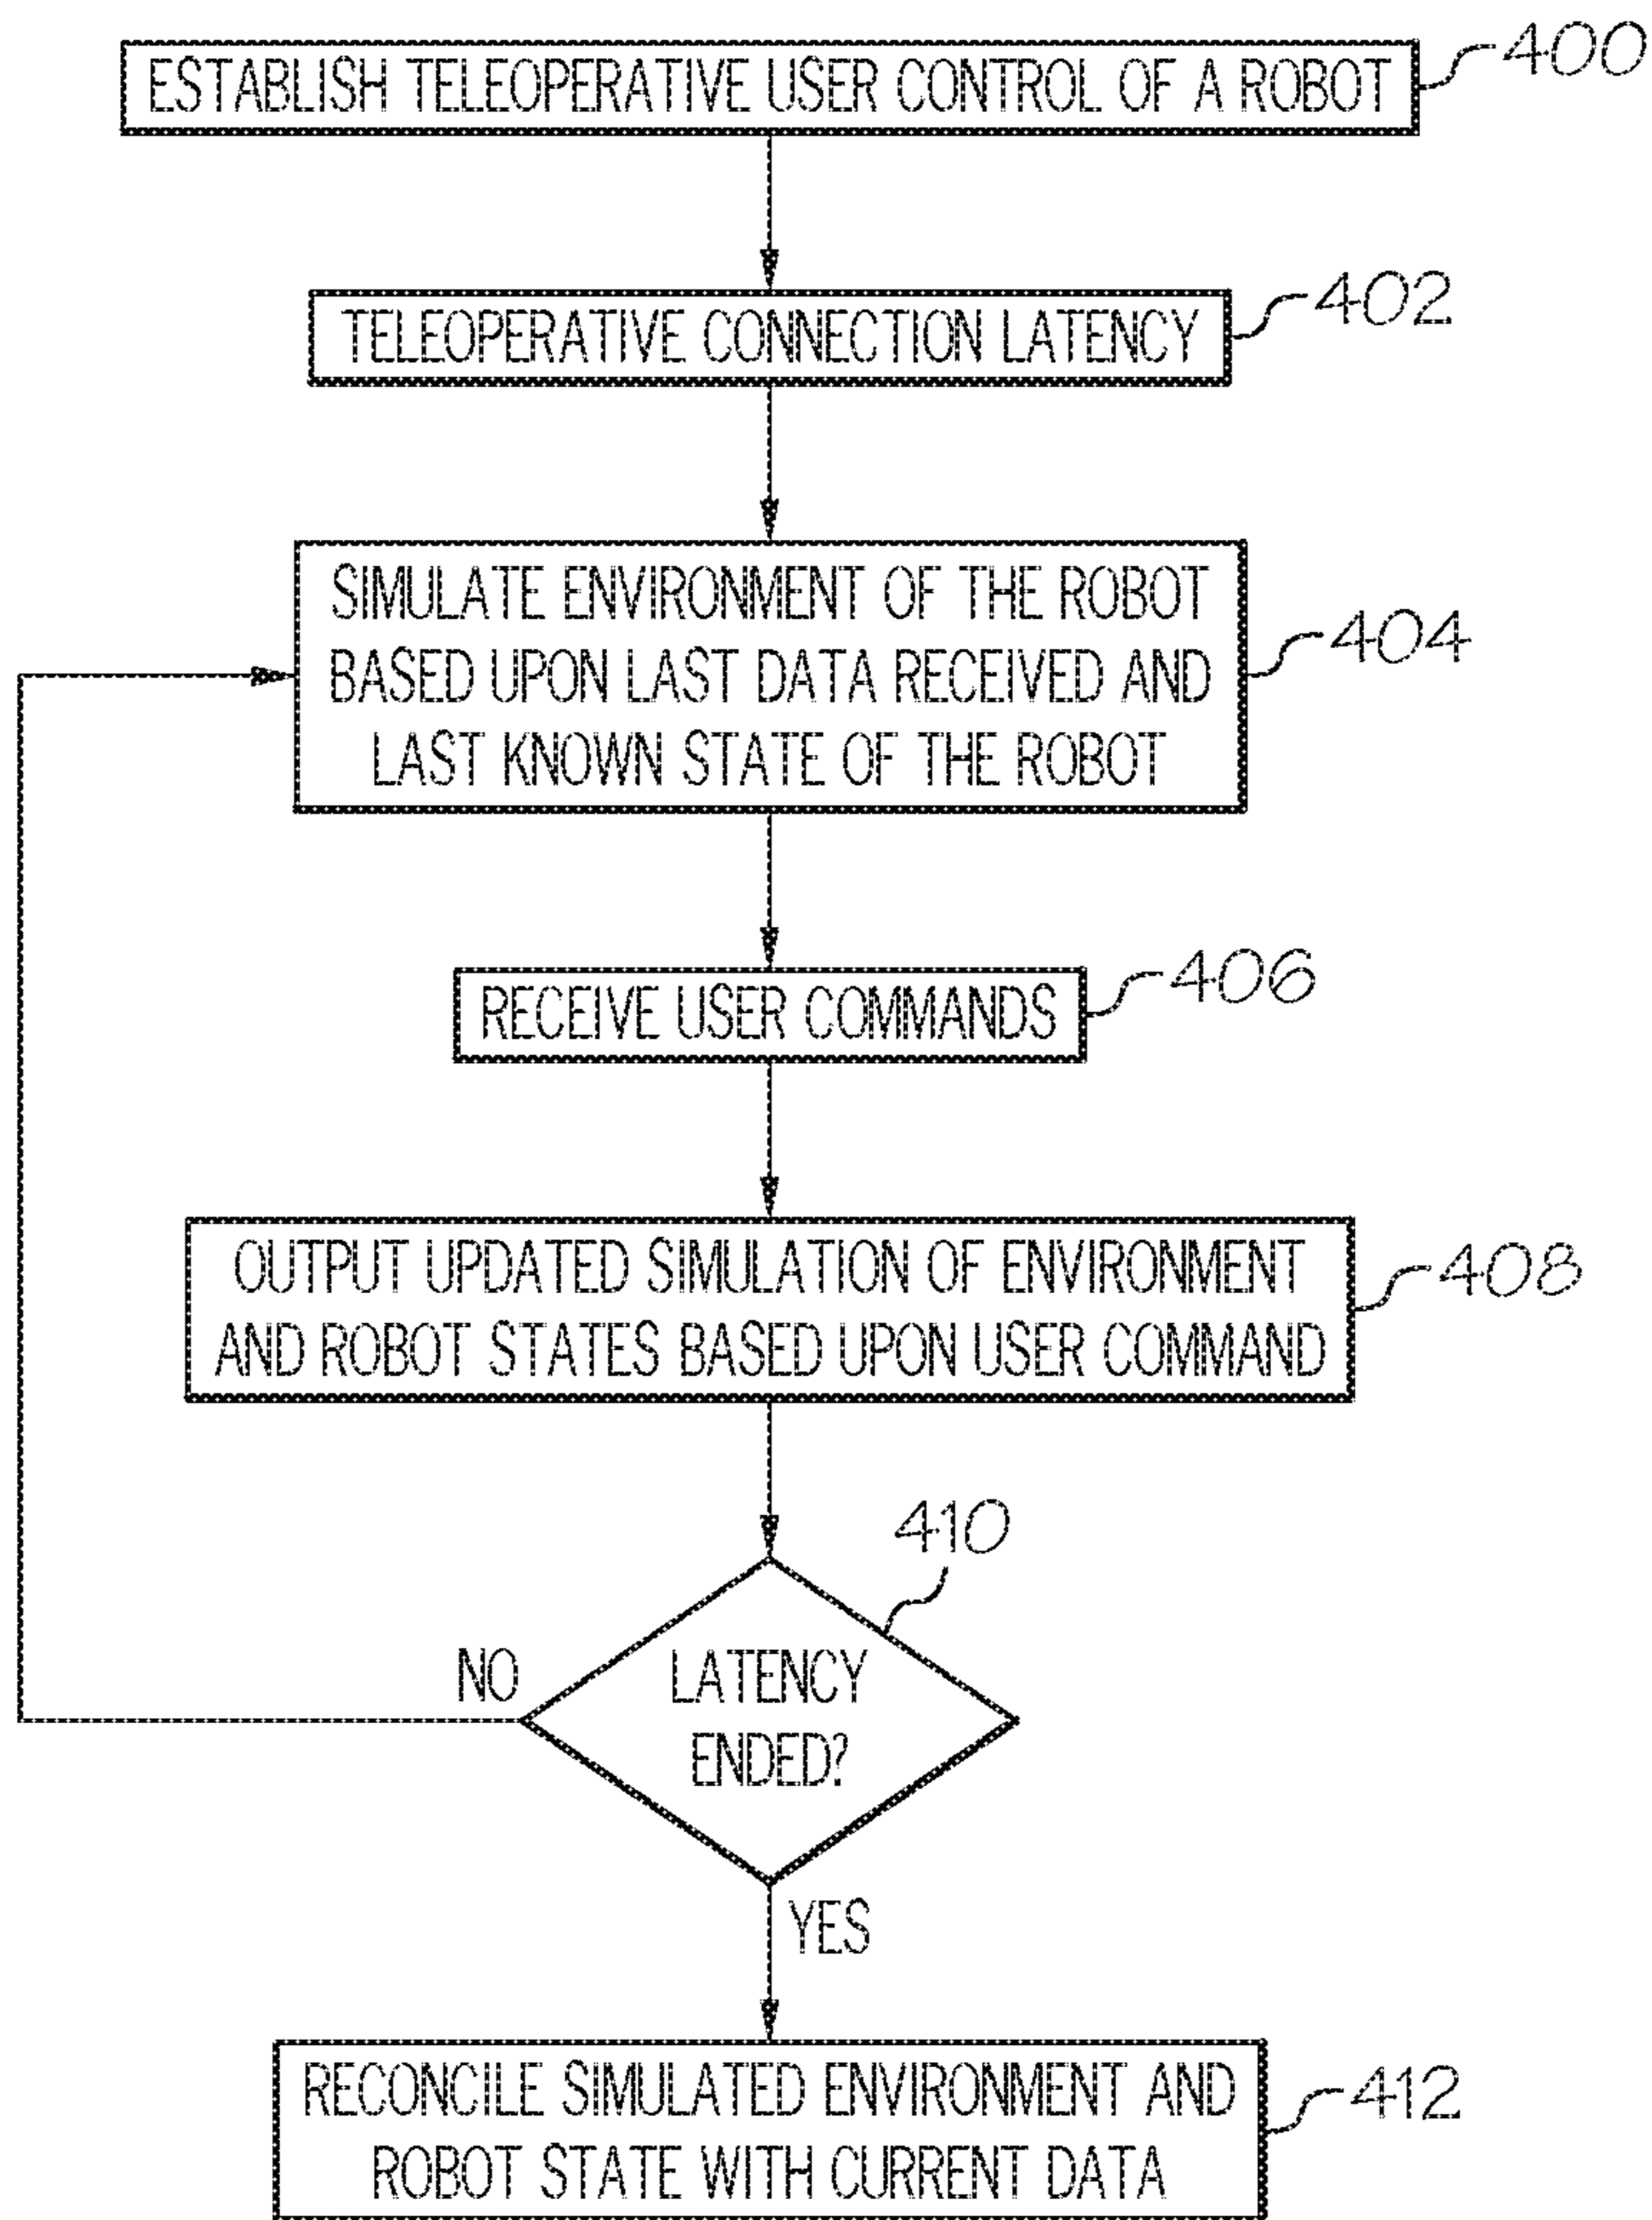 ESTABLISH TELEOPERATIVE USER CONTROL OF A ROBOT
400
TELEOPERATIVE CONNECTION LATENCY
402
SIMULATE ENVIRONMENT OF THE ROBOT
BASED UPON LAST DATA RECEIVED AND
LAST KNOWN STATE OF THE ROBOT
404
RECEIVE USER COMMANDS
406
OUTPUT UPDATED SIMULATION OF ENVIRONMENT
AND ROBOT STATES BASED UPON USER COMMAND
408
410
NO
LATENCY
ENDED?
YES
RECONCILE SIMULATED ENVIRONMENT AND
ROBOT STATE WITH CURRENT DATA
412